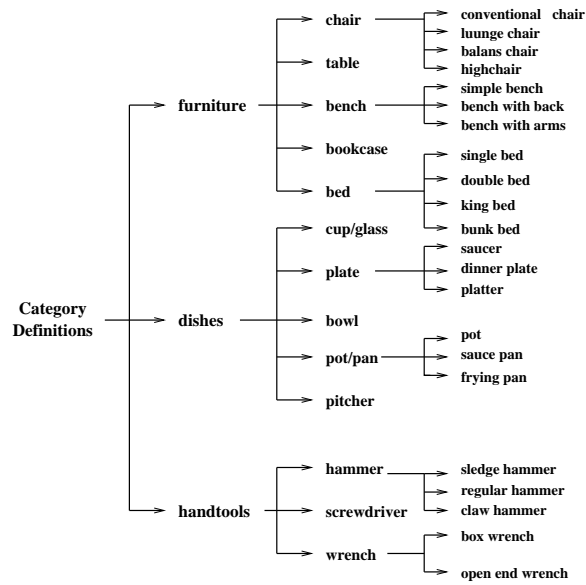 Category
Definitions
furniture
chair
conventional chair
luunge chair
balans chair
highchair
table
bench
simple bench
bench with back
bench with arms
bookcase
bed
single bed
double bed
king bed
bunk bed
dishes
cup/glass
plate
saucer
dinner plate
platter
bowl
pot/pan
pot
sauce pan
frying pan
pitcher
handtools
hammer
sledge hammer
regular hammer
claw hammer
screwdriver
wrench
box wrench
open end wrench